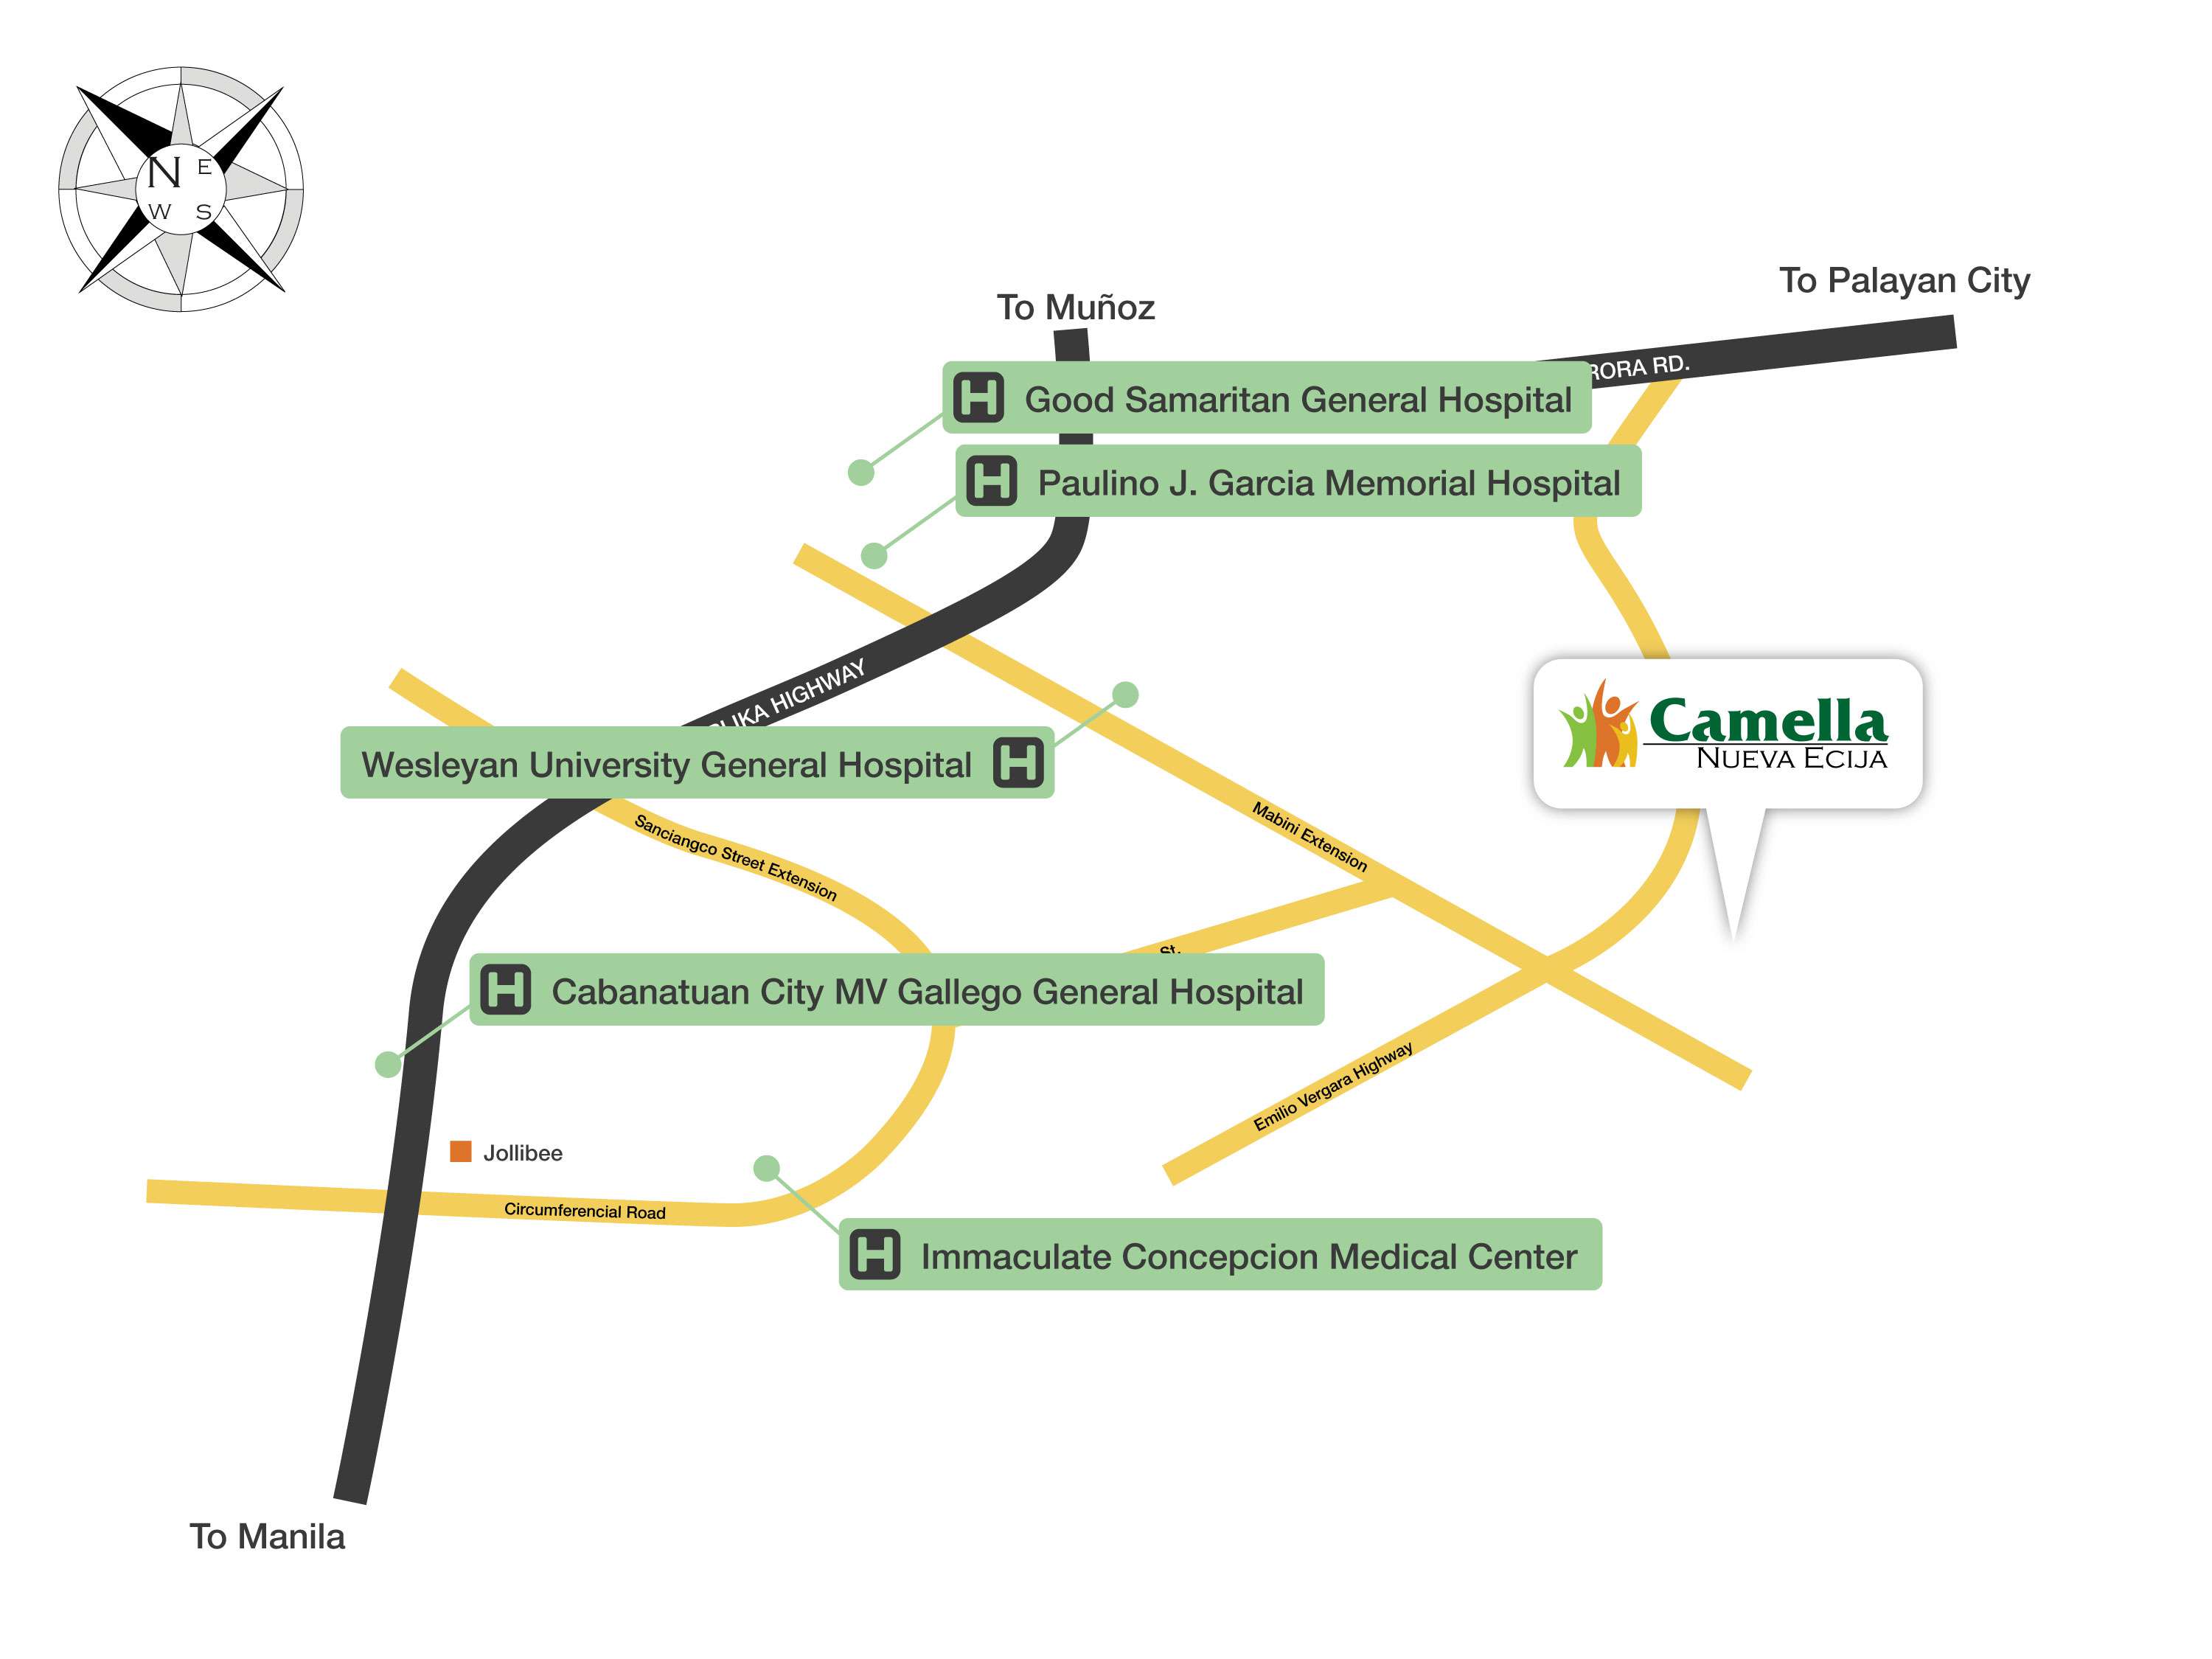 N E
W S
To Muñoz
To Palayan City
RORA RD.
Good Samaritan General Hospital
Paulino J. Garcia Memorial Hospital
HIGHWAY
Camella
NUEVA ECIJA
Wesleyan University General Hospital
Sanciangco Street Extension
Mabini Extension
St.
Cabanatuan City MV Gallego General Hospital
Emilio Vergara Highway
Jollibee
Circumferencial Road
Immaculate Concepcion Medical Center
To Manila